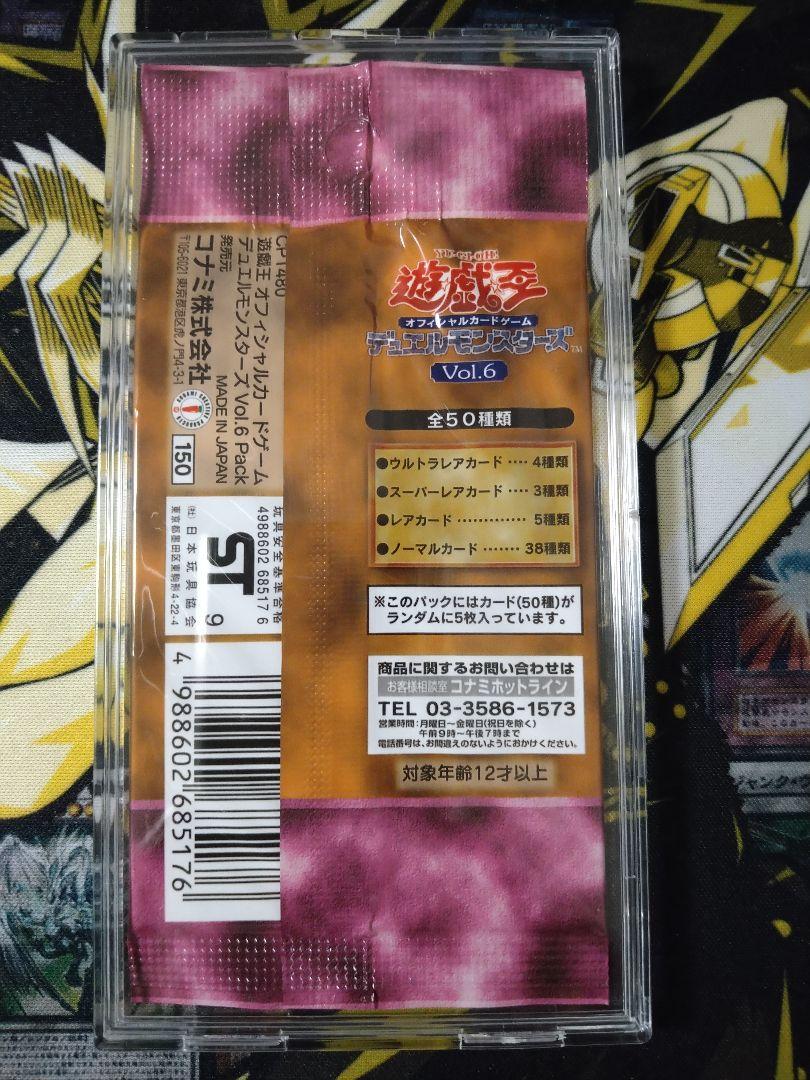 YU-GI-OH!
遊戯王
オフィシャルカードゲーム
デュエルモンスターズ™
Vol.6
全50種類
●ウルトラレアカード ‥‥ 4種類
●スーパーレアカード ‥‥ 3種類
●レアカード ‥‥‥‥‥‥ 5種類
●ノーマルカード ‥‥‥ 38種類
※このパックにはカード(50種)が
ランダムに5枚入っています。
商品に関するお問い合わせは
お客様相談室 コナミホットライン
TEL 03-3586-1573
営業時間:月曜日~金曜日(祝日を除く)
午前9時~午後7時まで
電話番号は、お間違えのないようにおかけください。
対象年齢12才以上
CP1480
遊戯王 オフィシャルカードゲーム
デュエルモンスターズ Vol.6 Pack
MADE IN JAPAN
発売元
コナミ株式会社
〒105-6021 東京都港区虎ノ門4-3-1
KONAMI CREATIVE PRODUCTS
150
玩具安全基準合格
4988602 68517 6
ST
9
(社)日本玩具協会
東京都墨田区東駒形4-22-4
4 988602 685176